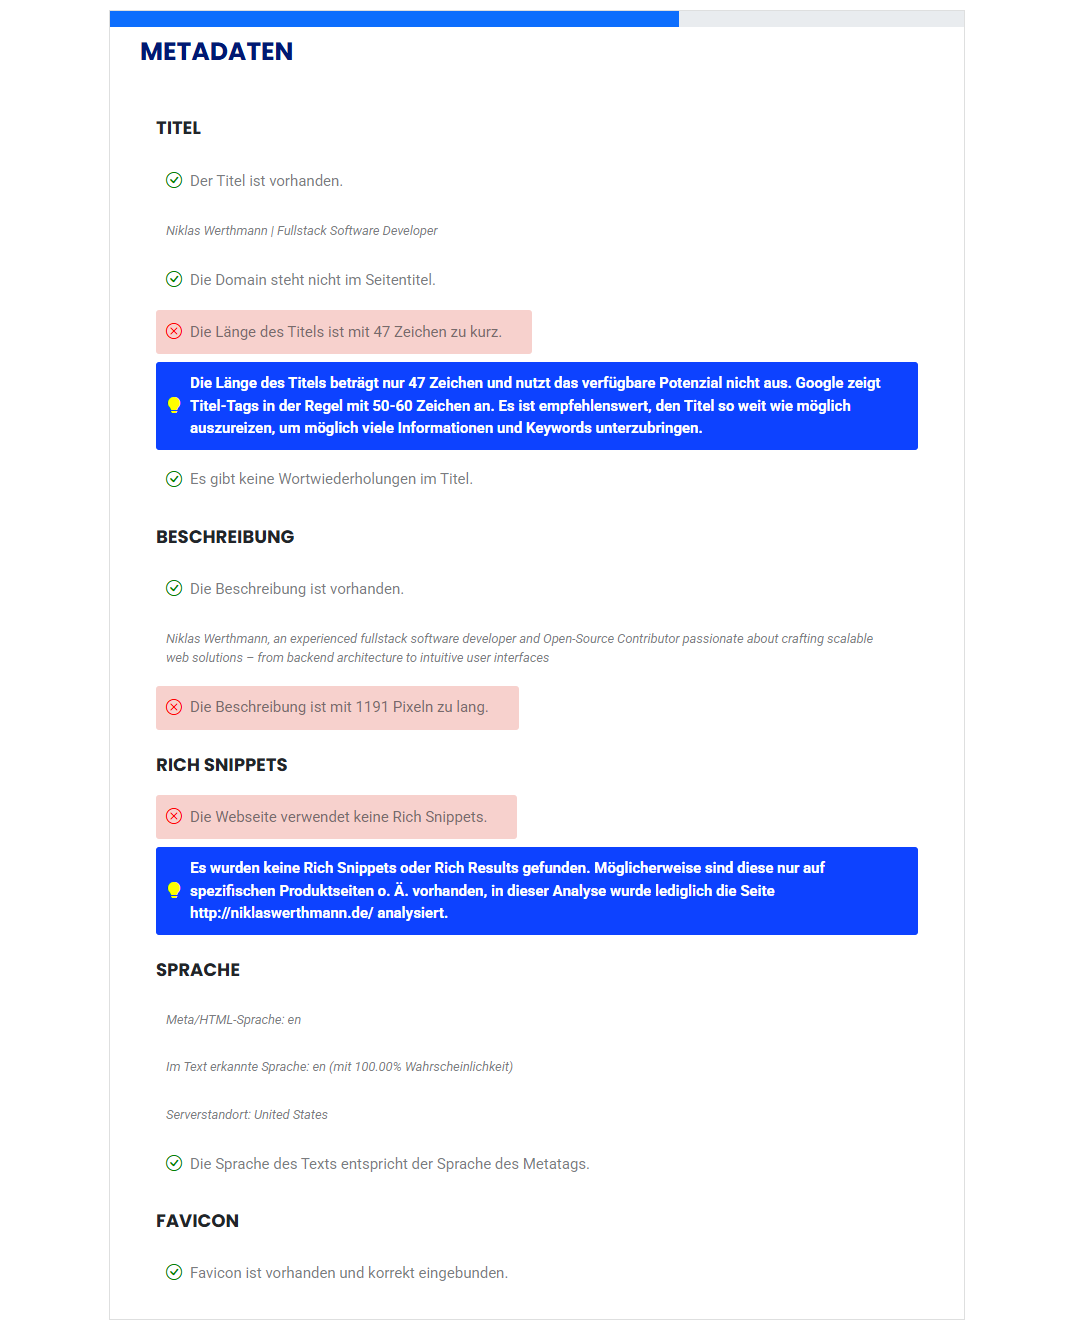 METADATEN
TITEL
Der Titel ist vorhanden.
Niklas Werthmann | Fullstack Software Developer
Die Domain steht nicht im Seitentitel.
Die Länge des Titels ist mit 47 Zeichen zu kurz.
Die Länge des Titels beträgt nur 47 Zeichen und nutzt das verfügbare Potenzial nicht aus. Google zeigt
Titel-Tags in der Regel mit 50-60 Zeichen an. Es ist empfehlenswert, den Titel so weit wie möglich
auszureizen, um möglich viele Informationen und Keywords unterzubringen.
Es gibt keine Wortwiederholungen im Titel.
BESCHREIBUNG
Die Beschreibung ist vorhanden.
Niklas Werthmann, an experienced fullstack software developer and Open-Source Contributor passionate about crafting scalable
web solutions – from backend architecture to intuitive user interfaces
Die Beschreibung ist mit 1191 Pixeln zu lang.
RICH SNIPPETS
Die Webseite verwendet keine Rich Snippets.
Es wurden keine Rich Snippets oder Rich Results gefunden. Möglicherweise sind diese nur auf
spezifischen Produktseiten o. Ä. vorhanden, in dieser Analyse wurde lediglich die Seite
http://niklaswerthmann.de/ analysiert.
SPRACHE
Meta/HTML-Sprache: en
Im Text erkannte Sprache: en (mit 100.00% Wahrscheinlichkeit)
Serverstandort: United States
Die Sprache des Texts entspricht der Sprache des Metatags.
FAVICON
Favicon ist vorhanden und korrekt eingebunden.